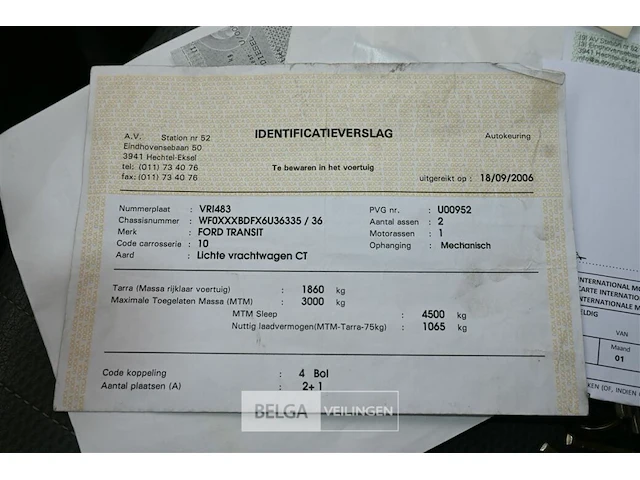 A.V. Station nr 52
Eindhovensebaan 50
3941 Hechtel-Eksel
tel: (011) 73 40 76
fax: (011) 73 40 76
IDENTIFICATIEVERSLAG
Te bewaren in het voertuig
Autokeuring
uitgereikt op : 18/09/2006
Nummerplaat : VRI483
Chassisnummer : WF0XXXBDFX6U36335 / 36
Merk : FORD TRANSIT
Code carrosserie : 10
Aard : Lichte vrachtwagen CT
PVG nr. : U00952
Aantal assen : 2
Motorassen : 1
Ophanging : Mechanisch
Tarra (Massa rijklaar voertuig) : 1860 kg
Maximale Toegelaten Massa (MTM) : 3000 kg
MTM Sleep : 4500 kg
Nuttig laadvermogen(MTM-Tarra-75kg) : 1065 kg
Code koppeling : 4 Bol
Aantal plaatsen (A) : 2+1
BELGA VEILINGEN
INTERNATIONAL
CARTE
INTERNATIONALE
VAN
Maand
01